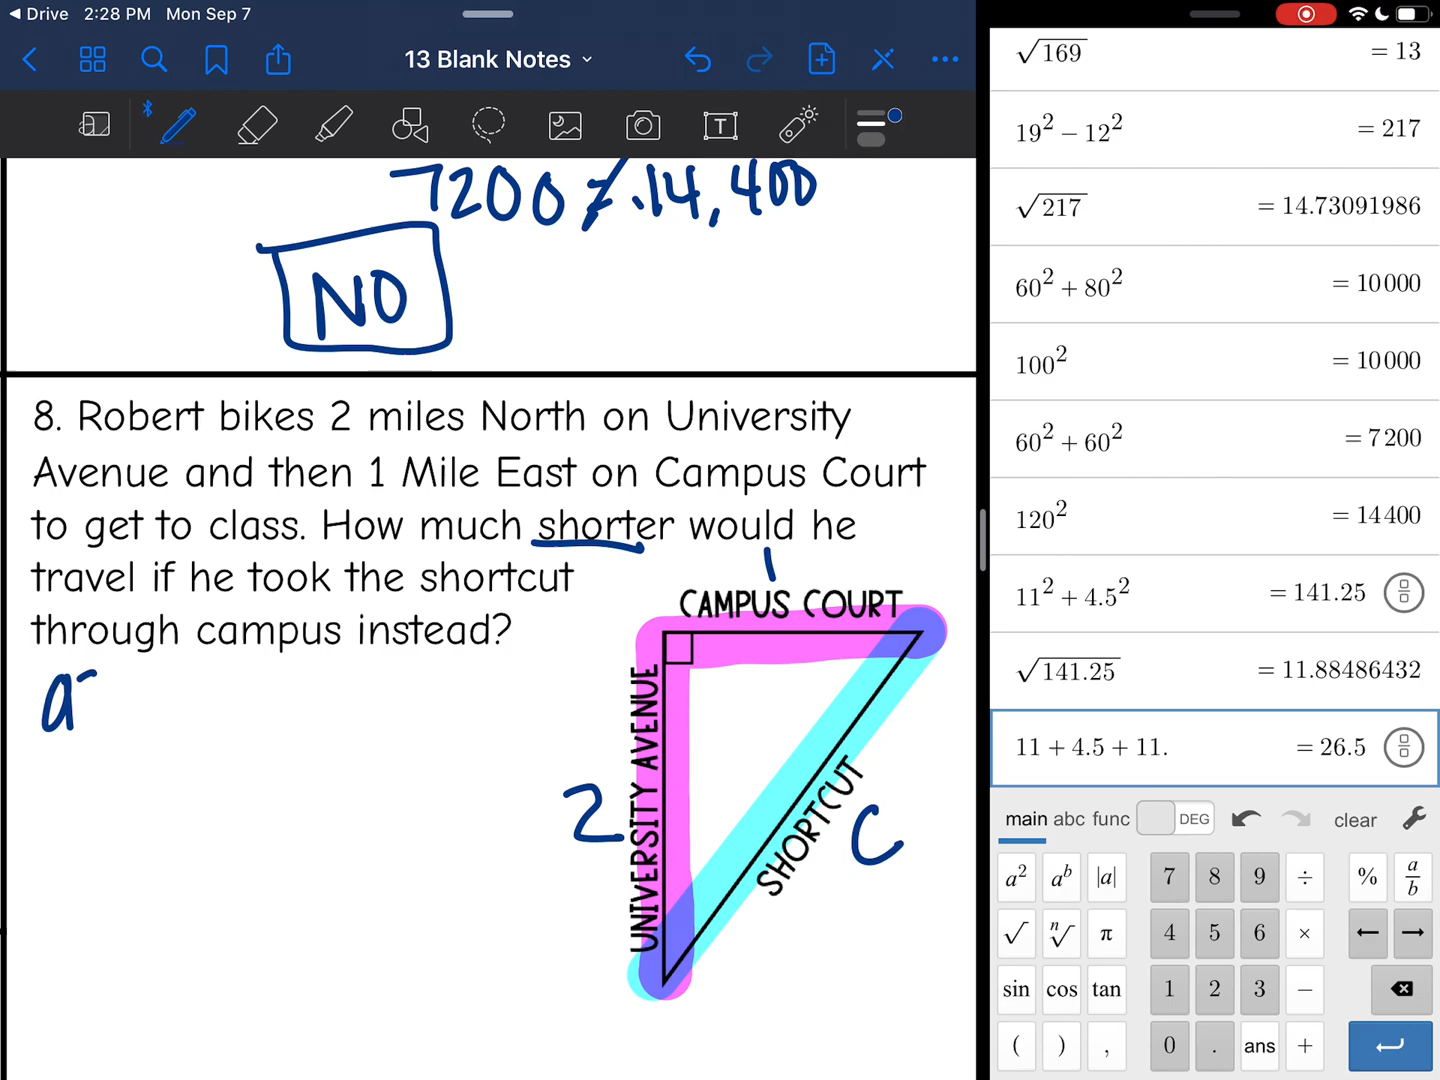 Drive 2:28 PM Mon Sep 7
13 Blank Notes
7200 ≠ 14,400
NO
8. Robert bikes 2 miles North on University
Avenue and then 1 Mile East on Campus Court
to get to class. How much shorter would he
travel if he took the shortcut
through campus instead?
1
CAMPUS COURT
UNIVERSITY AVENUE
2
SHORTCUT
C
a
√169 = 13
19² − 12² = 217
√217 = 14.73091986
60² + 80² = 10000
100² = 10000
60² + 60² = 7200
120² = 14400
11² + 4.5² = 141.25
√141.25 = 11.88486432
11 + 4.5 + 11. = 26.5
main abc func DEG clear
a² aᵇ |a| 7 8 9 ÷ % a/b
√ ⁿ√ π 4 5 6 × ← →
sin cos tan 1 2 3 −
( ) , 0 . ans +